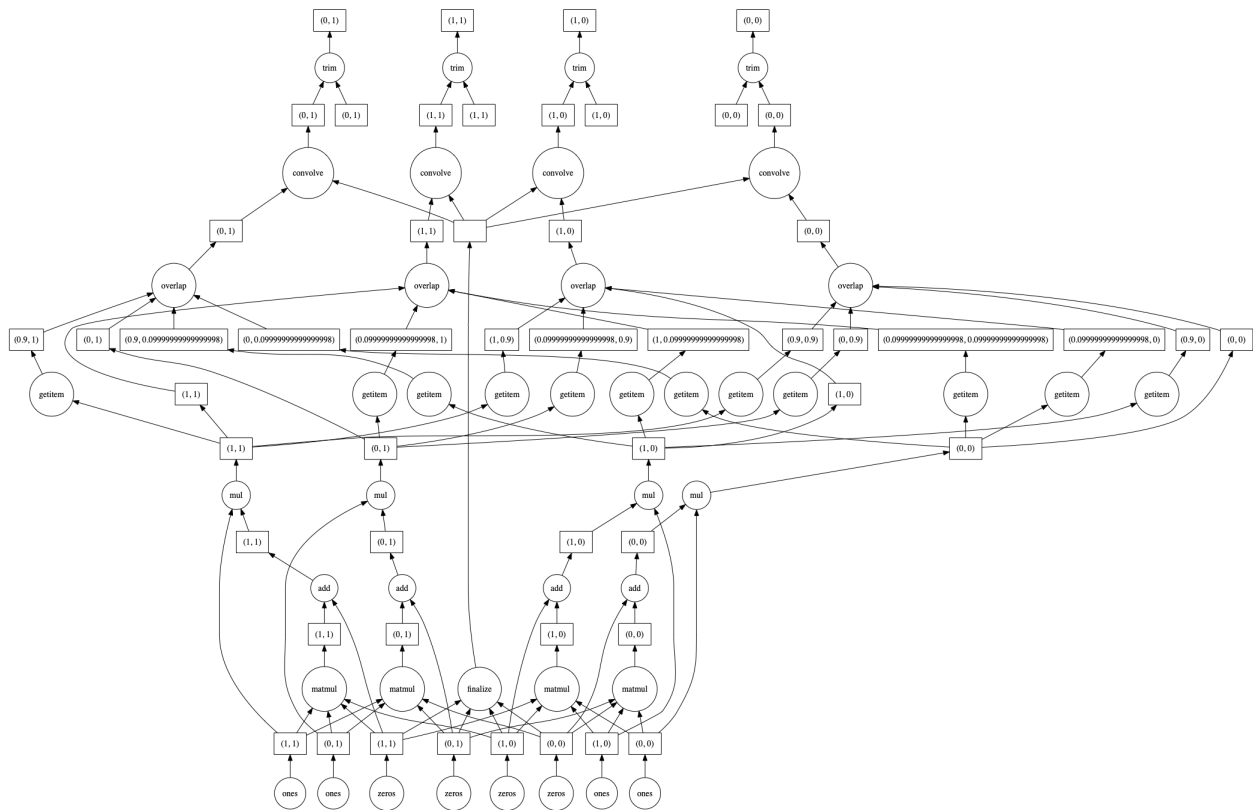 (0, 1) (1, 1) (1, 0) (0, 0)
trim trim trim trim
(0, 1) (0, 1) (1, 1) (1, 1) (1, 0) (1, 0) (0, 0) (0, 0)
convolve convolve convolve convolve
(0, 1) (1, 1) (1, 0) (0, 0)
overlap overlap overlap overlap
(0.9, 1) (0, 1) (0.9, 0.09999999999999998) (0, 0.09999999999999998) (0.09999999999999998, 1) (1, 0.9) (0.09999999999999998, 0.9) (1, 0.09999999999999998) (0.9, 0.9) (0, 0.9) (0.09999999999999998, 0.09999999999999998) (0.09999999999999998, 0) (0.9, 0) (0, 0)
getitem (1, 1) getitem getitem getitem getitem getitem getitem getitem getitem (1, 0) getitem getitem getitem
(1, 1) (0, 1) (1, 0) (0, 0)
mul mul mul mul
(1, 1) (0, 1) (1, 0) (0, 0)
add add add add
(1, 1) (0, 1) (1, 0) (0, 0)
matmul matmul finalize matmul matmul
(1, 1) (0, 1) (1, 1) (0, 1) (1, 0) (0, 0) (1, 0) (0, 0)
ones ones zeros zeros zeros zeros ones ones